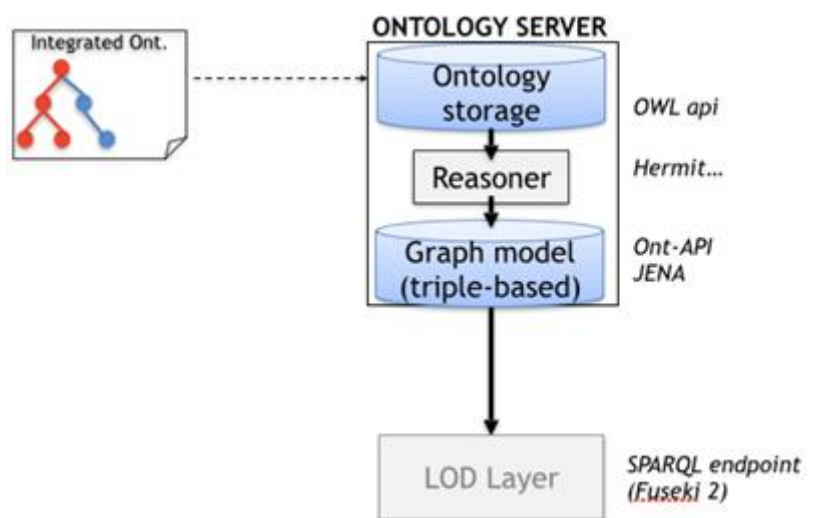 ONTOLOGY SERVER
Integrated Ont.
Ontology
storage
OWL api
Reasoner
Hermit...
Graph model
(triple-based)
Ont-API
JENA
LOD Layer
SPARQL endpoint
(Fuseki 2)